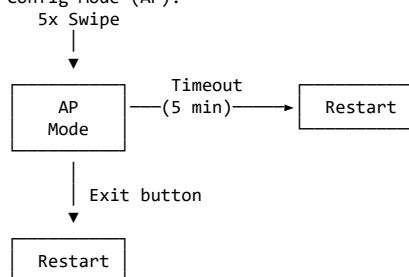 Config Mode (AP):
5x Swipe
Timeout
AP
(5 min)
Restart
Mode
Exit button
Restart